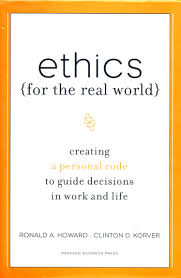 ethics
{for the real world}
creating
a personal code
to guide decisions
in work and life
RONALD A. HOWARD CLINTON D. KORVER
HARVARD BUSINESS PRESS